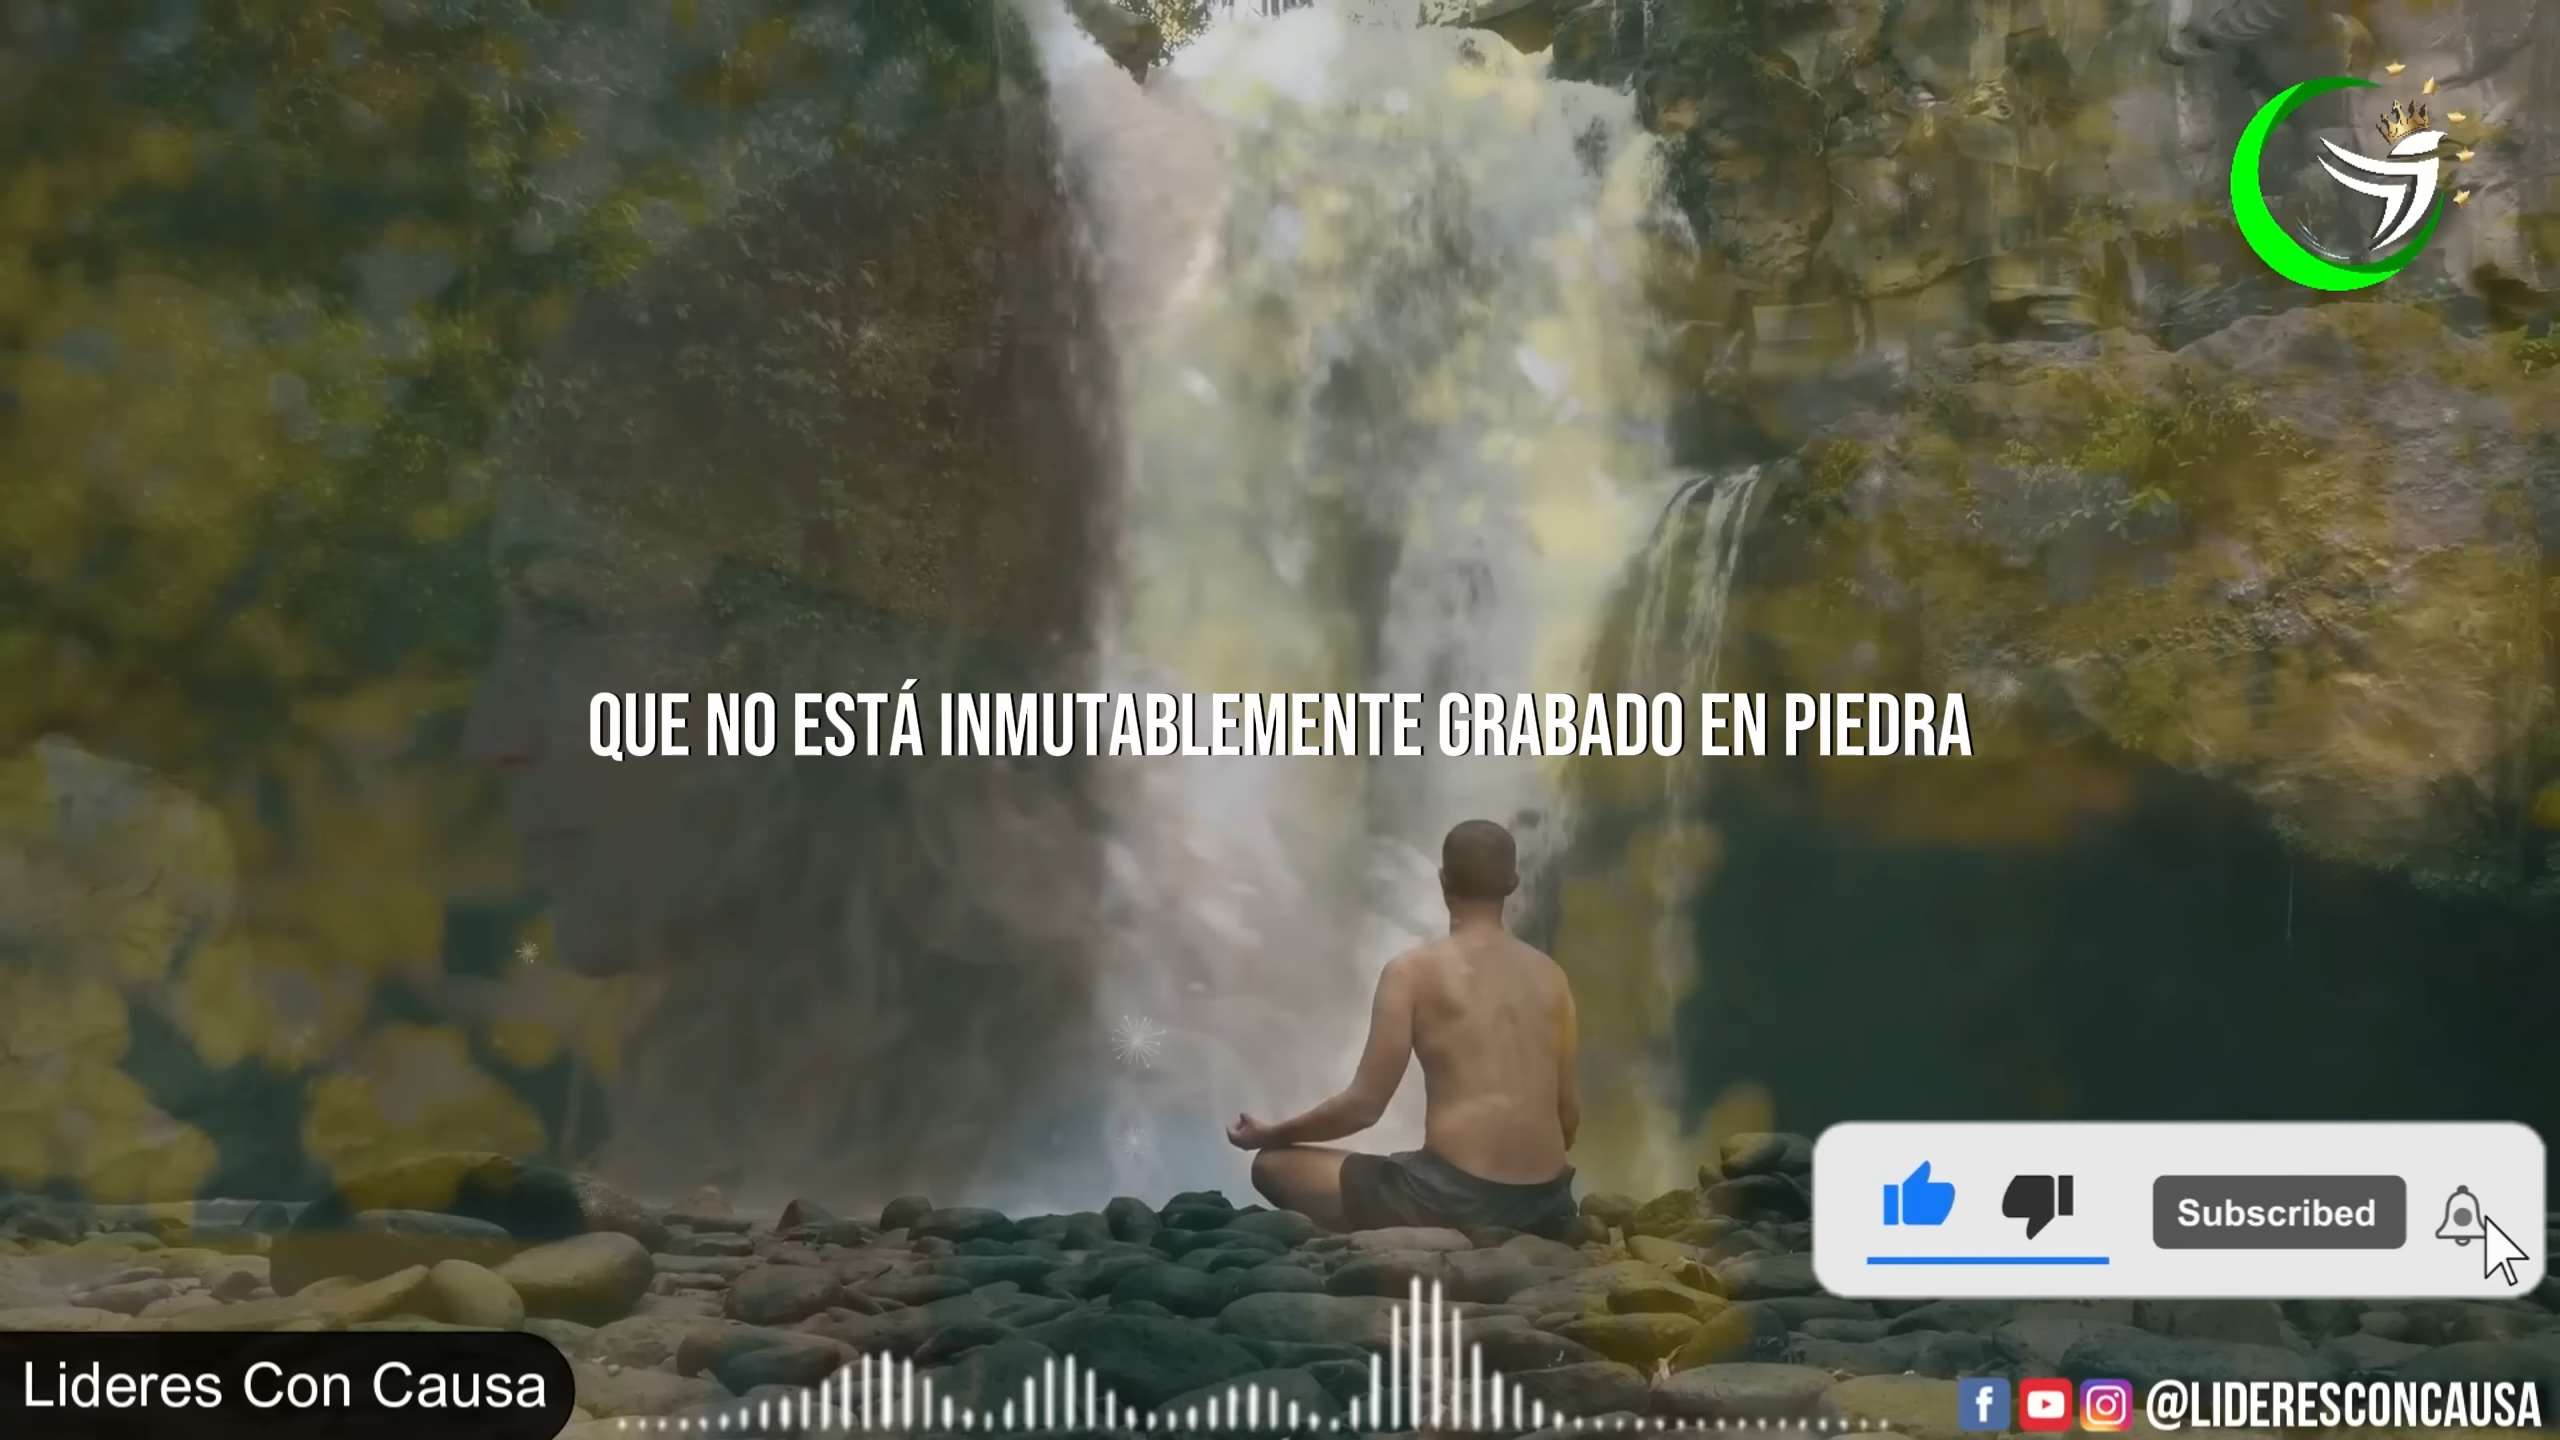 QUE NO ESTÁ INMUTABLEMENTE GRABADO EN PIEDRA
Subscribed
Lideres Con Causa
@LIDERESCONCAUSA